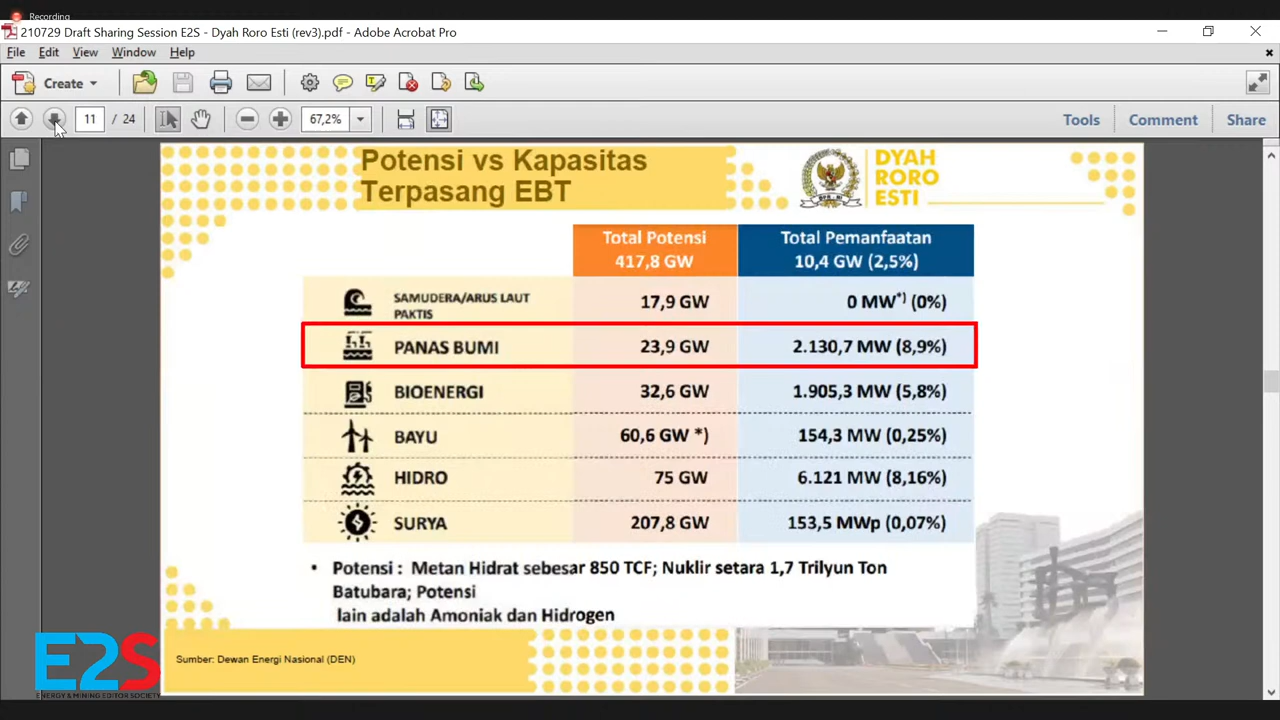 Recording
210729 Draft Sharing Session E2S - Dyah Roro Esti (rev3).pdf - Adobe Acrobat Pro
File Edit View Window Help
Create
11 / 24 67,2% Tools Comment Share
Potensi vs Kapasitas
Terpasang EBT
DYAH
RORO
ESTI
Total Potensi
417,8 GW
Total Pemanfaatan
10,4 GW (2,5%)
SAMUDERA/ARUS LAUT
PAKTIS
17,9 GW 0 MW*) (0%)
PANAS BUMI 23,9 GW 2.130,7 MW (8,9%)
BIOENERGI 32,6 GW 1.905,3 MW (5,8%)
BAYU 60,6 GW *) 154,3 MW (0,25%)
HIDRO 75 GW 6.121 MW (8,16%)
SURYA 207,8 GW 153,5 MWp (0,07%)
• Potensi : Metan Hidrat sebesar 850 TCF; Nuklir setara 1,7 Trilyun Ton
Batubara; Potensi
lain adalah Amoniak dan Hidrogen
Sumber: Dewan Energi Nasional (DEN)
E2S
ENERGY & MINING EDITOR SOCIETY